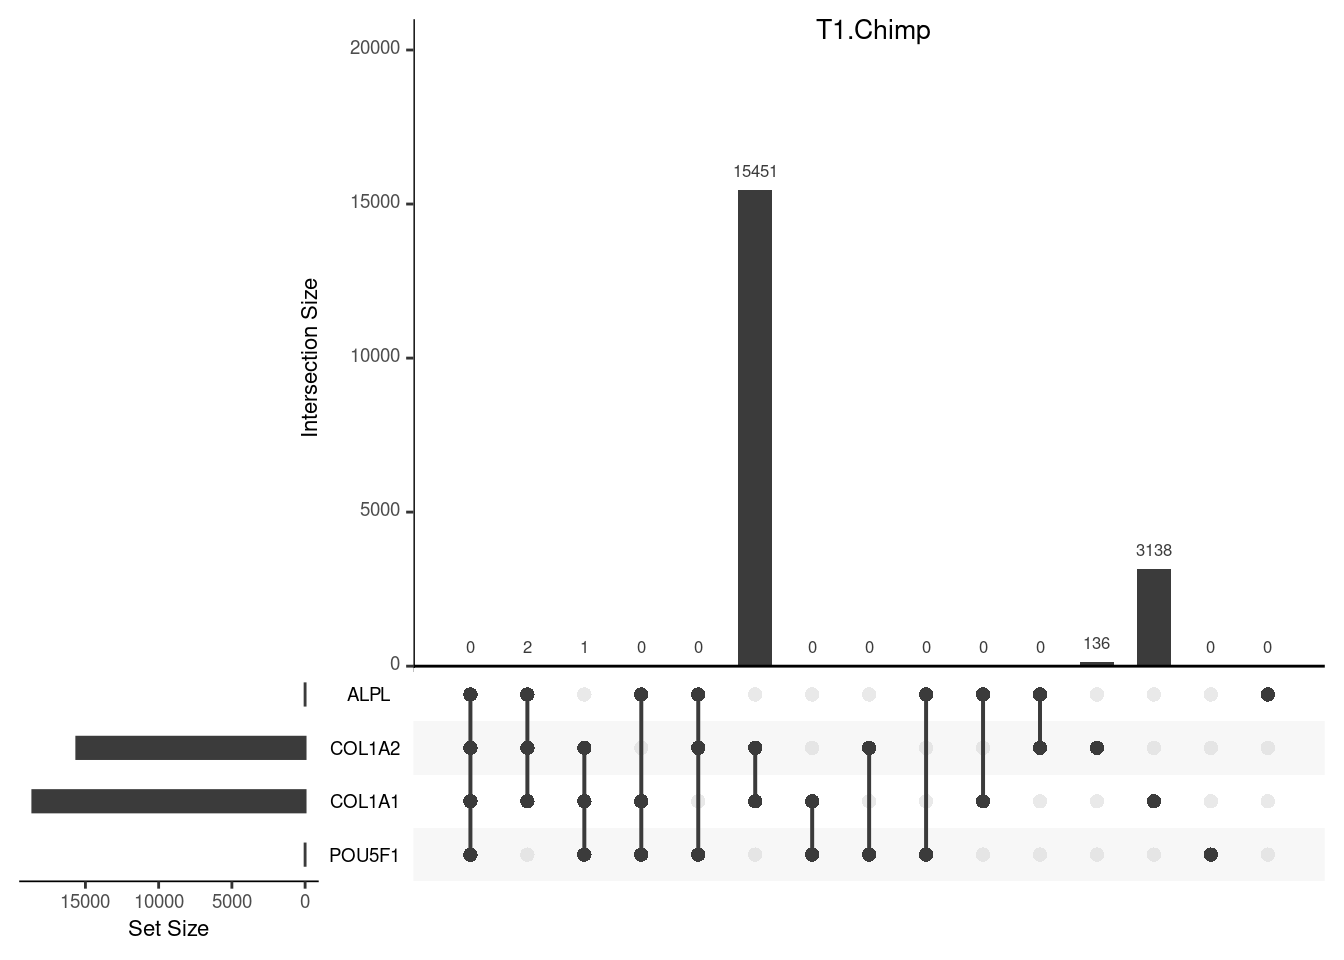 T1.Chimp
20000
15000
10000
5000
0
Intersection Size
0 2 1 0 0 15451 0 0 0 0 0 136 3138 0 0
ALPL
COL1A2
COL1A1
POU5F1
15000 10000 5000 0
Set Size